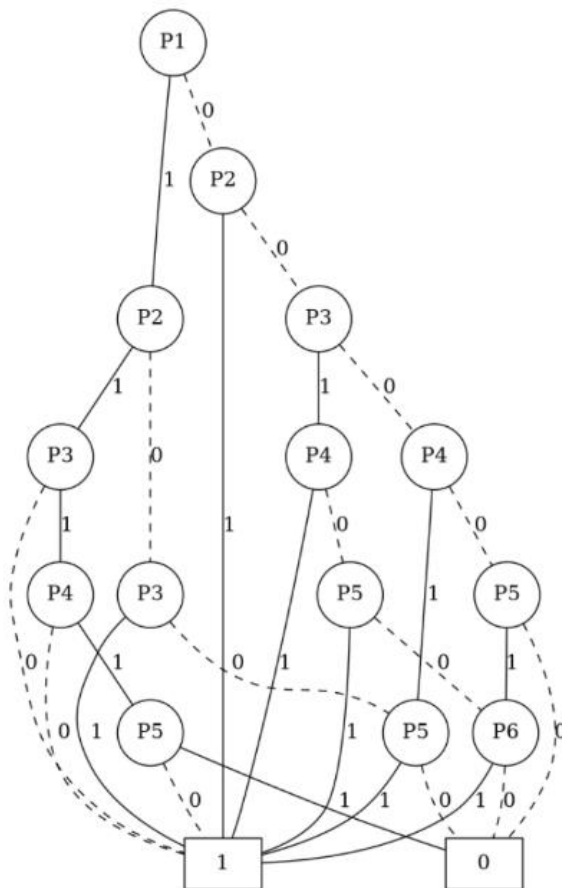 P1
0
1 P2
0
P2 P3
1 1 0
P3 0 P4 P4
1 1 0 0
P4 P3 P5 1 P5
0 1 0 1 0 1
0 1 P5 1 P5 P6 0
0 1 1 0 1 0
1 0